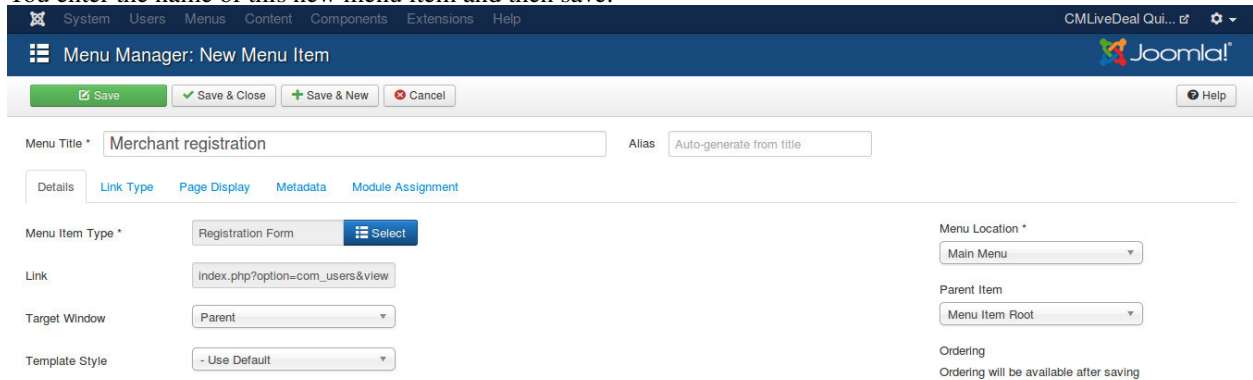 You enter the name of this new menu item and then save.
System Users Menus Content Components Extensions Help CMLiveDeal Qui...
Menu Manager: New Menu Item Joomla!
Save Save & Close Save & New Cancel Help
Menu Title * Merchant registration Alias Auto-generate from title
Details Link Type Page Display Metadata Module Assignment
Menu Item Type * Registration Form Select
Menu Location *
Main Menu
Link index.php?option=com_users&view
Parent Item
Target Window Parent
Menu Item Root
Template Style - Use Default
Ordering
Ordering will be available after saving